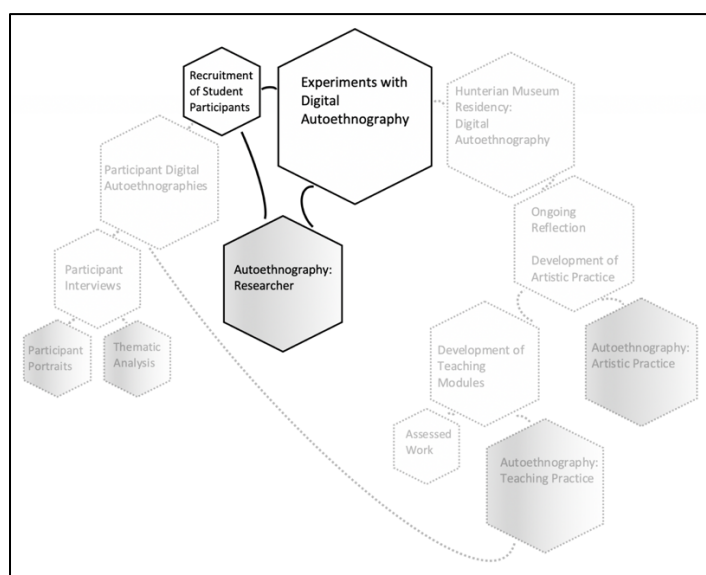 Recruitment
of Student
Participants
Experiments with
Digital
Autoethnography
Hunterian Museum
Residency:
Digital
Autoethnography
Participant Digital
Autoethnographies
Ongoing
Reflection
Development of
Artistic Practice
Autoethnography:
Researcher
Participant
Interviews
Participant
Portraits
Thematic
Analysis
Development of
Teaching
Modules
Autoethnography:
Artistic Practice
Assessed
Work
Autoethnography:
Teaching Practice